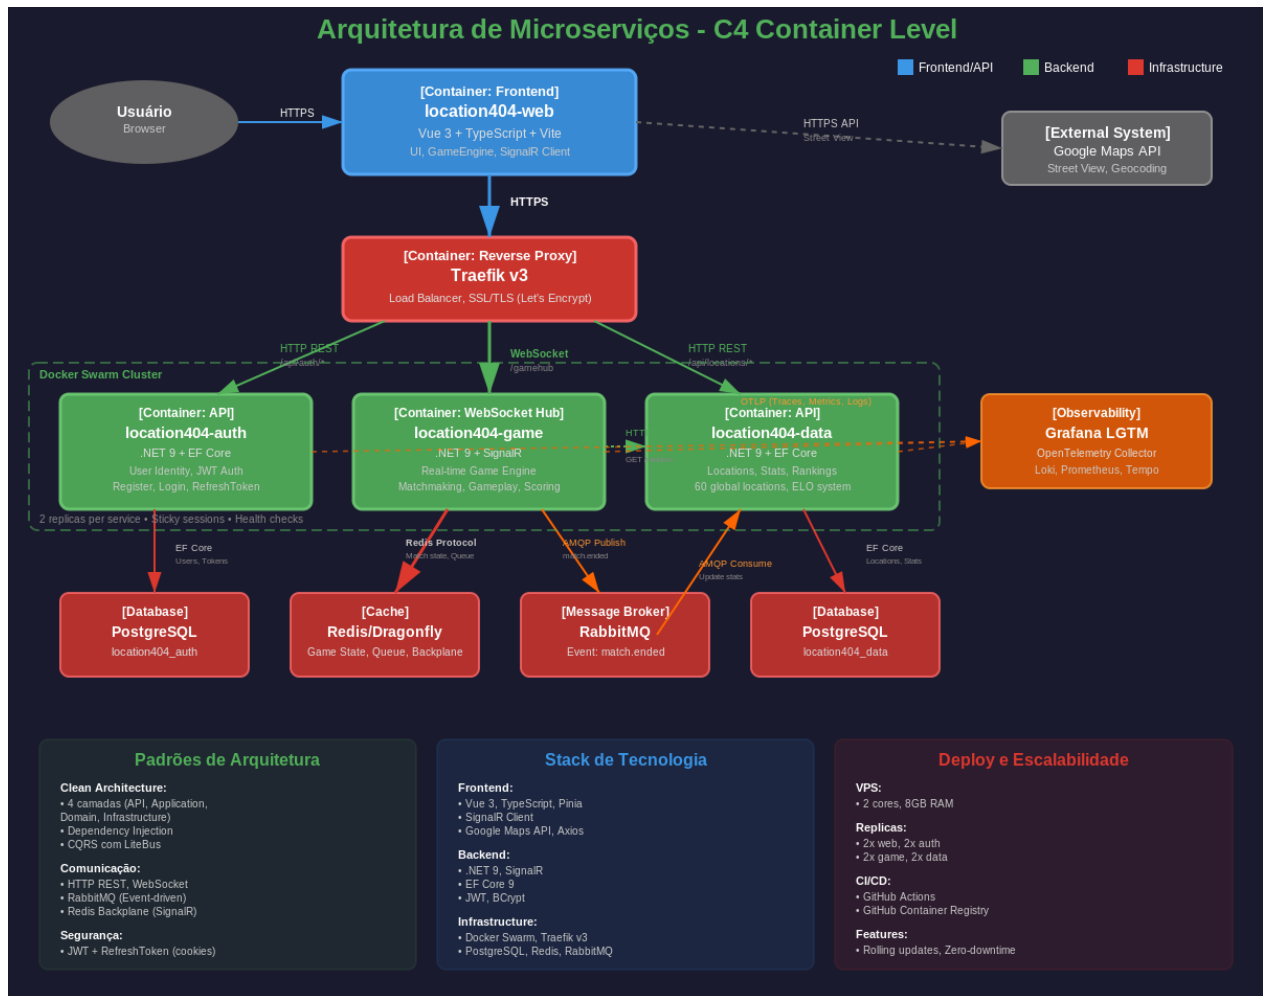 Arquitetura de Microserviços - C4 Container Level
Frontend/API
Backend
Infrastructure
Usuário
Browser
HTTPS
[Container: Frontend]
location404-web
Vue 3 + TypeScript + Vite
UI, GameEngine, SignalR Client
HTTPS API
Street View
[External System]
Google Maps API
Street View, Geocoding
HTTPS
[Container: Reverse Proxy]
Traefik v3
Load Balancer, SSL/TLS (Let's Encrypt)
HTTP REST
/api/auth/*
WebSocket
/gamehub
HTTP REST
/api/locations/*
Docker Swarm Cluster
[Container: API]
location404-auth
.NET 9 + EF Core
User Identity, JWT Auth
Register, Login, RefreshToken
[Container: WebSocket Hub]
location404-game
.NET 9 + SignalR
Real-time Game Engine
Matchmaking, Gameplay, Scoring
GET
OTLP (Traces, Metrics, Logs)
[Container: API]
location404-data
.NET 9 + EF Core
Locations, Stats, Rankings
60 global locations, ELO system
[Observability]
Grafana LGTM
OpenTelemetry Collector
Loki, Prometheus, Tempo
2 replicas per service • Sticky sessions • Health checks
EF Core
Users, Tokens
Redis Protocol
Match state, Queue
AMQP Publish
match.ended
AMQP Consume
Update stats
EF Core
Locations, Stats
[Database]
PostgreSQL
location404_auth
[Cache]
Redis/Dragonfly
Game State, Queue, Backplane
[Message Broker]
RabbitMQ
Event: match.ended
[Database]
PostgreSQL
location404_data
Padrões de Arquitetura
Clean Architecture:
• 4 camadas (API, Application,
Domain, Infrastructure)
• Dependency Injection
• CQRS com LiteBus
Comunicação:
• HTTP REST, WebSocket
• RabbitMQ (Event-driven)
• Redis Backplane (SignalR)
Segurança:
• JWT + RefreshToken (cookies)
Stack de Tecnologia
Frontend:
• Vue 3, TypeScript, Pinia
• SignalR Client
• Google Maps API, Axios
Backend:
• .NET 9, SignalR
• EF Core 9
• JWT, BCrypt
Infrastructure:
• Docker Swarm, Traefik v3
• PostgreSQL, Redis, RabbitMQ
Deploy e Escalabilidade
VPS:
• 2 cores, 8GB RAM
Replicas:
• 2x web, 2x auth
• 2x game, 2x data
CI/CD:
• GitHub Actions
• GitHub Container Registry
Features:
• Rolling updates, Zero-downtime